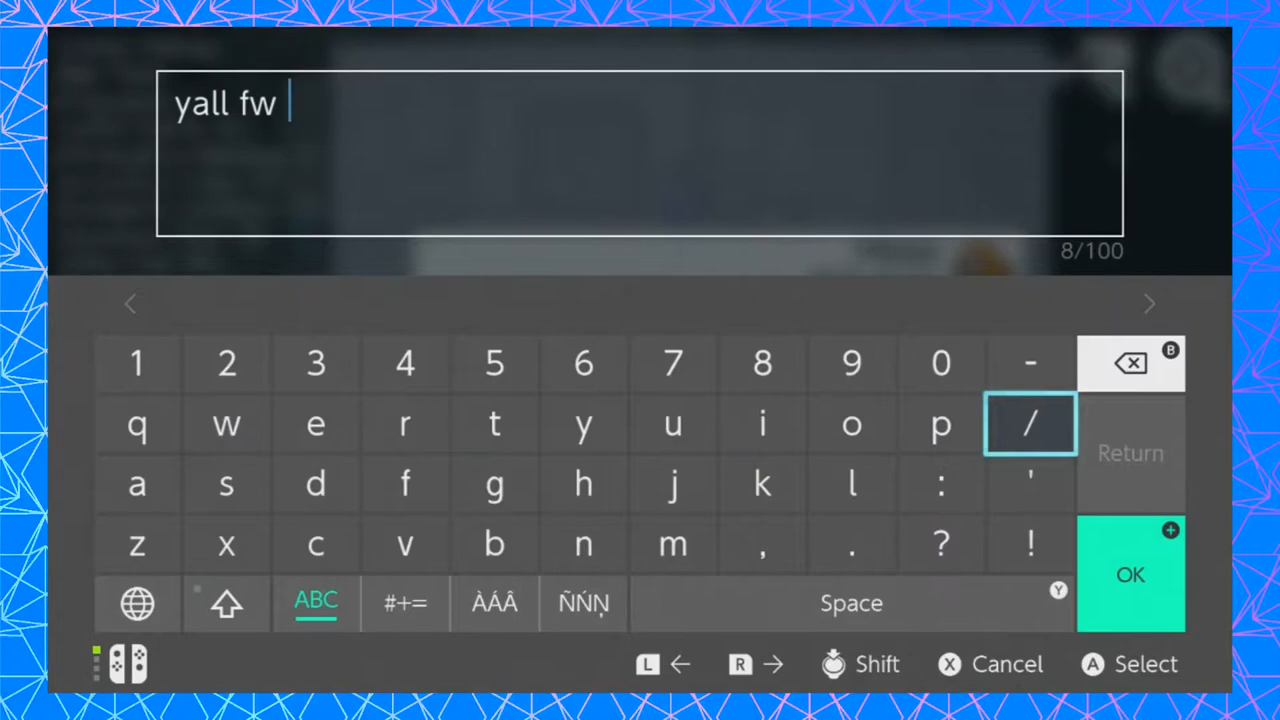 yall fw
8/100
1 2 3 4 5 6 7 8 9 0 - B
q w e r t y u i o p / Return
a s d f g h j k l : '
z x c v b n m , . ? ! + OK
ABC #+= ÀÁÂ ÑŃŅ Space Y
L ← R → Shift X Cancel A Select